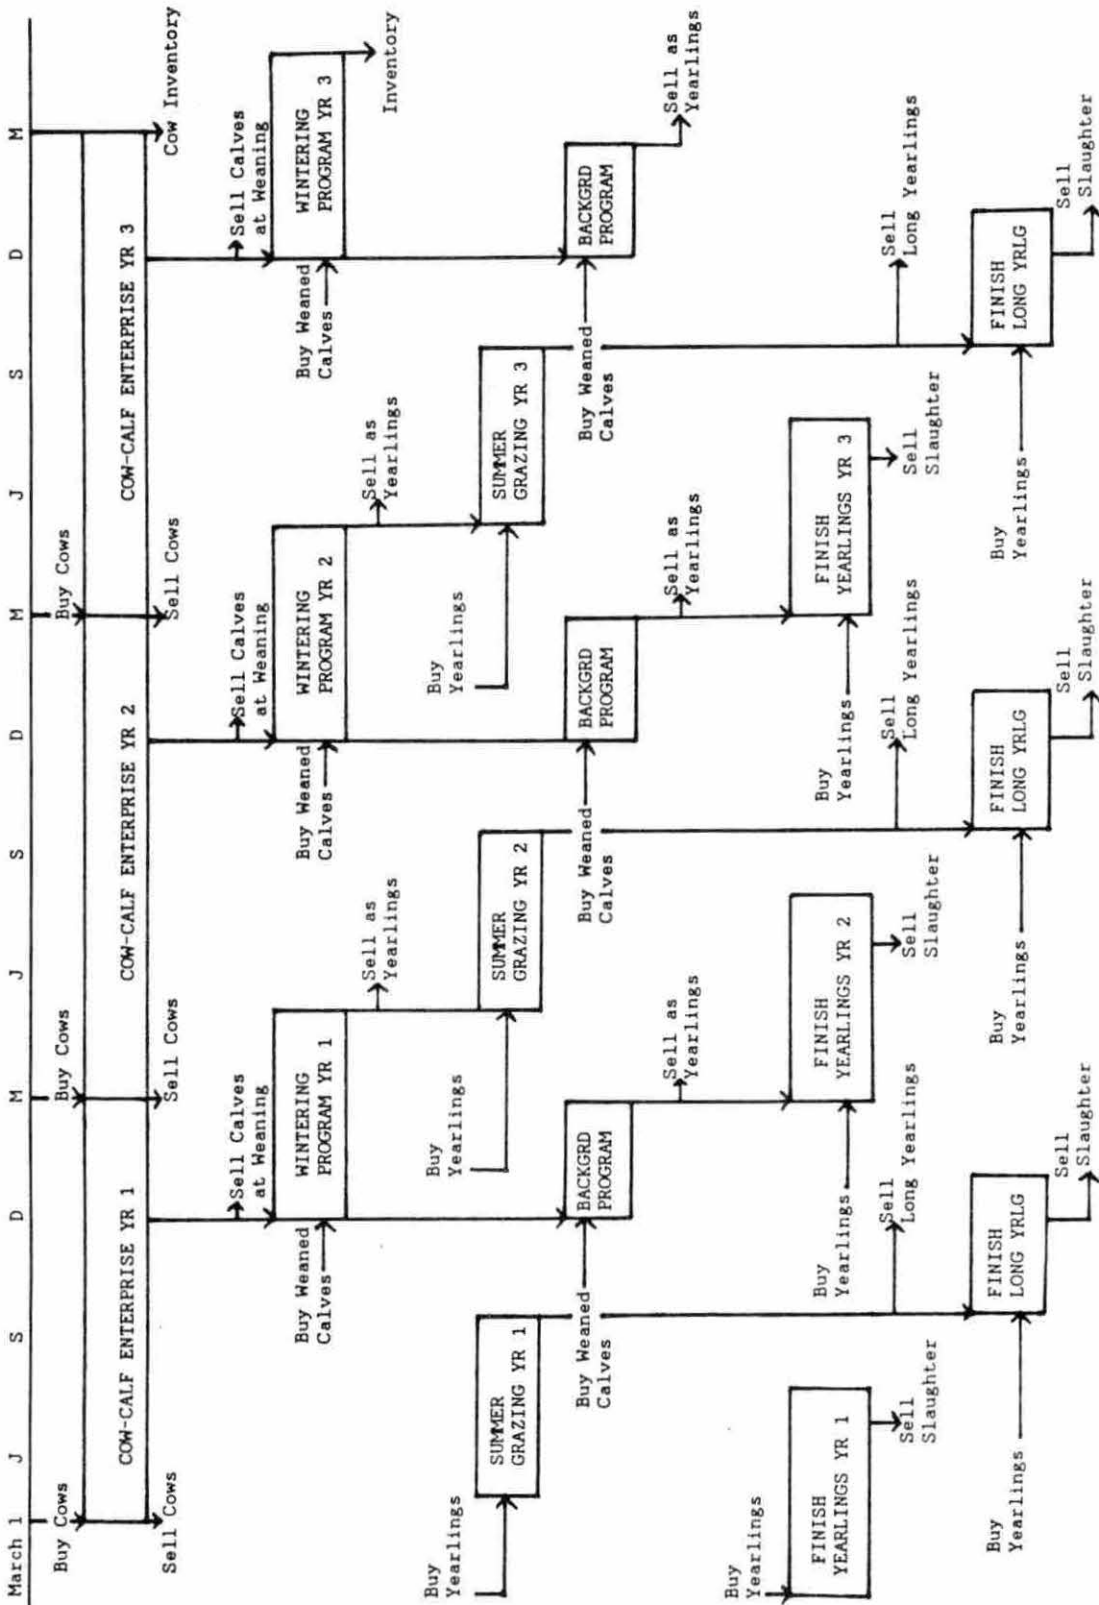 March 1 J S D M J S D M J S D M
Buy Cows
Buy Cows
Buy Cows
COW-CALF ENTERPRISE YR 1
COW-CALF ENTERPRISE YR 2
COW-CALF ENTERPRISE YR 3
Sell Cows
Sell Cows
Sell Cows
Cow Inventory
Sell Calves
at Weaning
Sell Calves
at Weaning
Sell Calves
at Weaning
Buy Weaned
Calves
WINTERING
PROGRAM YR 1
Buy Weaned
Calves
WINTERING
PROGRAM YR 2
Buy Weaned
Calves
WINTERING
PROGRAM YR 3
Sell as
Yearlings
Sell as
Yearlings
Inventory
Buy
Yearlings
SUMMER
GRAZING YR 1
Buy
Yearlings
SUMMER
GRAZING YR 2
Buy
Yearlings
SUMMER
GRAZING YR 3
Buy Weaned
Calves
BACKGRD
PROGRAM
Buy Weaned
Calves
BACKGRD
PROGRAM
Buy Weaned
Calves
BACKGRD
PROGRAM
Sell as
Yearlings
Sell as
Yearlings
Sell as
Yearlings
Buy
Yearlings
FINISH
YEARLINGS YR 1
Buy
Yearlings
FINISH
YEARLINGS YR 2
Buy
Yearlings
FINISH
YEARLINGS YR 3
Sell
Slaughter
Sell
Long Yearlings
Sell
Slaughter
Sell
Long Yearlings
Sell
Slaughter
Sell
Long Yearlings
Buy
Yearlings
FINISH
LONG YRLG
Buy
Yearlings
FINISH
LONG YRLG
Buy
Yearlings
FINISH
LONG YRLG
Sell
Slaughter
Sell
Slaughter
Sell
Slaughter